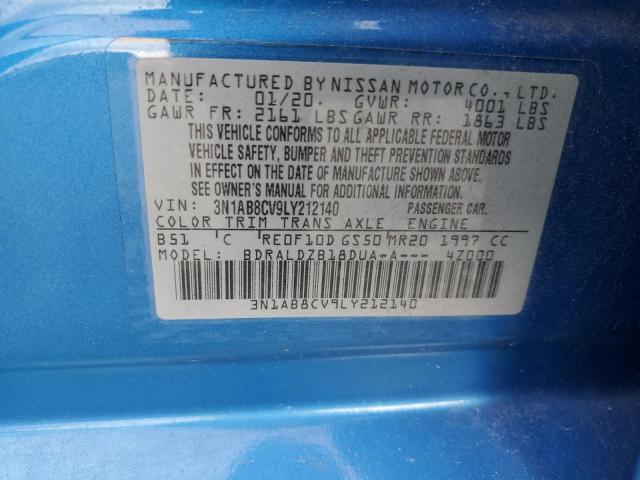 MANUFACTURED BY NISSAN MOTOR CO., LTD.
DATE: 01/20. GVWR: 4001 LBS
GAWR FR: 2161 LBS GAWR RR: 1863 LBS
THIS VEHICLE CONFORMS TO ALL APPLICABLE FEDERAL MOTOR
VEHICLE SAFETY, BUMPER AND THEFT PREVENTION STANDARDS
IN EFFECT ON THE DATE OF MANUFACTURE SHOWN ABOVE.
SEE OWNER'S MANUAL FOR ADDITIONAL INFORMATION.
VIN: 3N1AB8CV9LY212140 PASSENGER CAR.
COLOR TRIM TRANS AXLE ENGINE
B51 C RE0F10D GS50 MR20 1997 CC
MODEL: BDRALDZB18DUA-A--- 4Z000
3N1AB8CV9LY212140